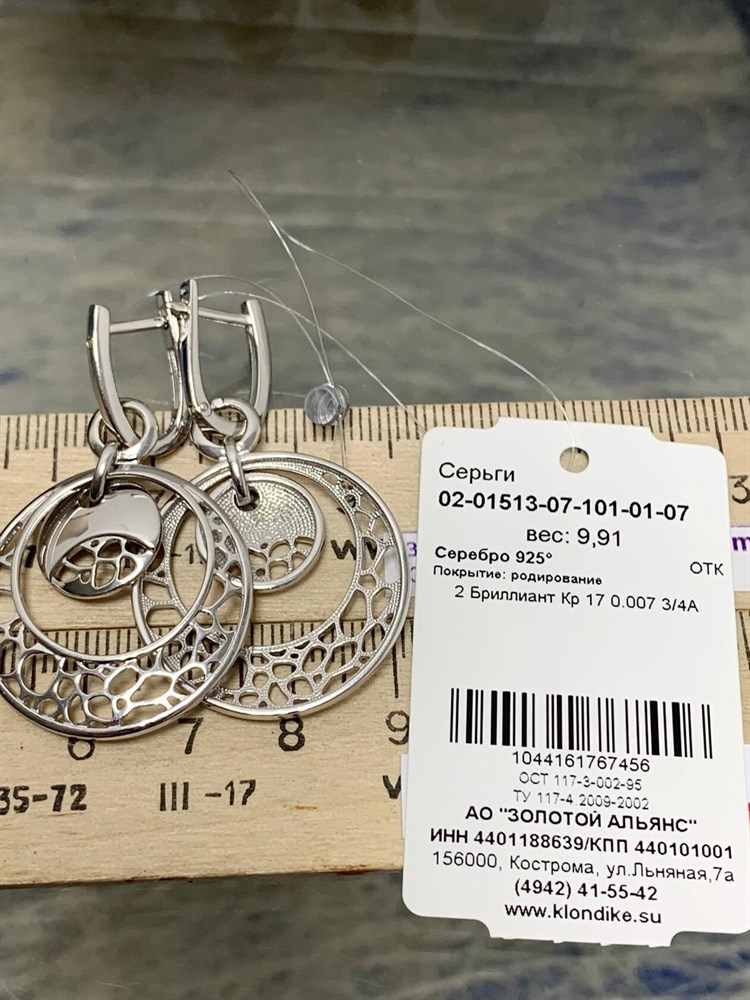 Серьги
02-01513-07-101-01-07
вес: 9,91
Серебро 925°
ОТК
Покрытие: родирование
2 Бриллиант Кр 17 0.007 3/4А
1044161767456
ОСТ 117-3-002-95
ТУ 117-4.2009-2002
АО "ЗОЛОТОЙ АЛЬЯНС"
ИНН 4401188639/КПП 440101001
156000, Кострома, ул.Льняная,7а
(4942) 41-55-42
www.klondike.su
6 7 8 9
35-72 III -17